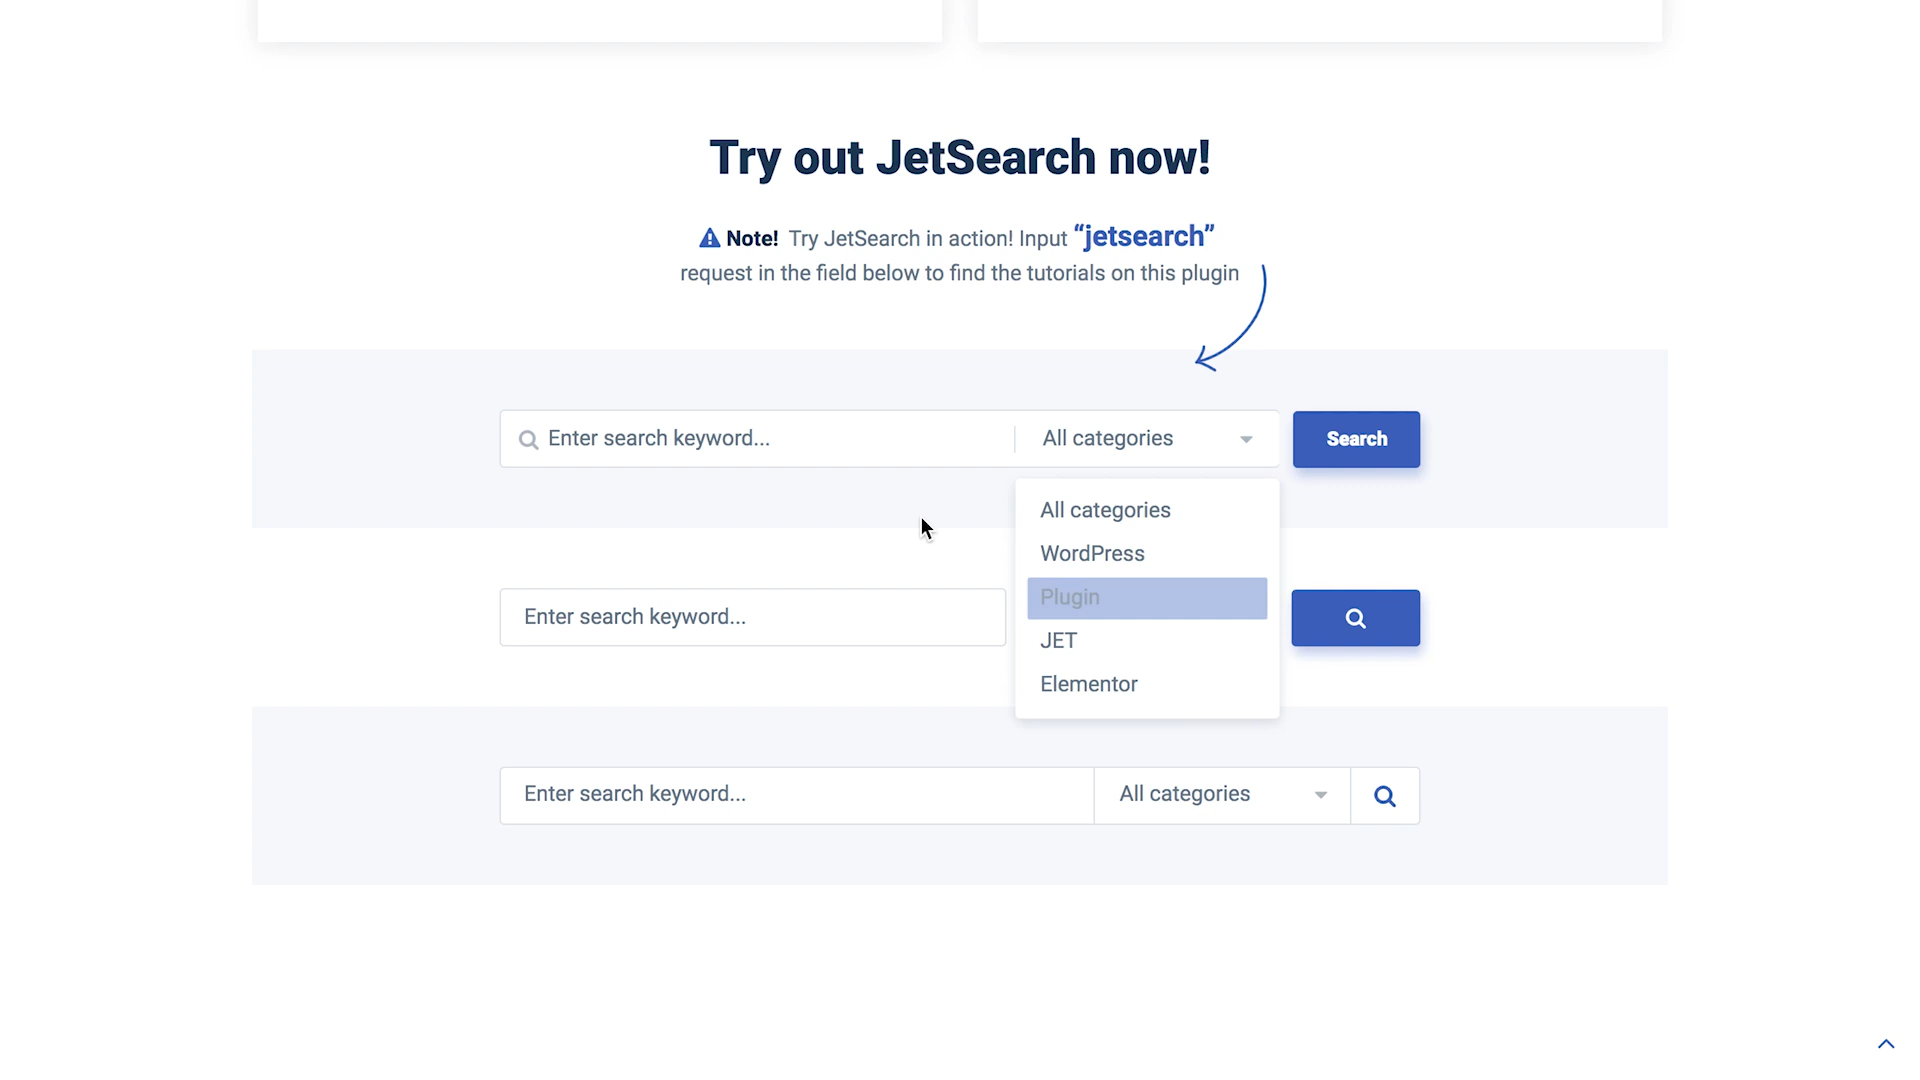 Try out JetSearch now!
Note! Try JetSearch in action! Input “jetsearch”
request in the field below to find the tutorials on this plugin
Enter search keyword...
All categories
Search
All categories
WordPress
Plugin
JET
Elementor
Enter search keyword...
Enter search keyword...
All categories